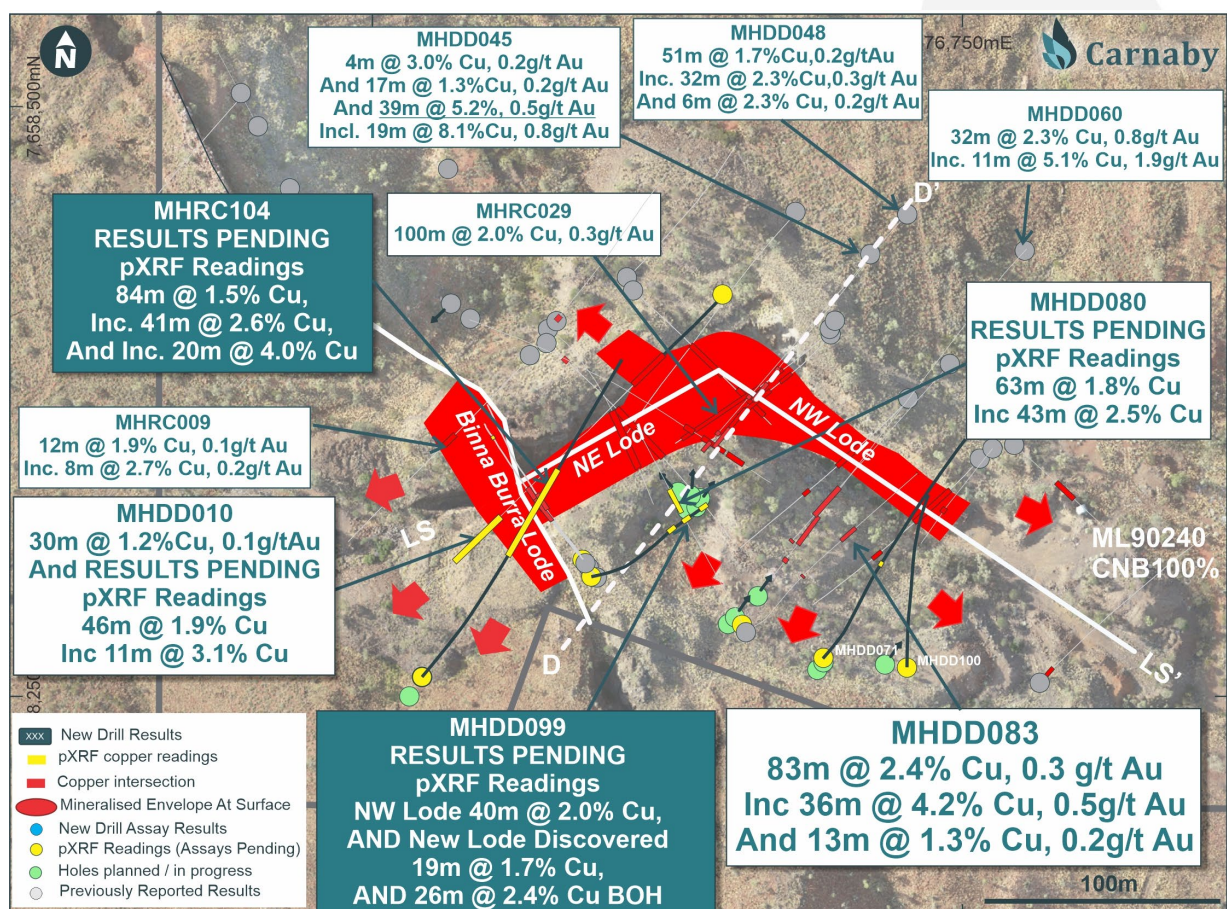 N
7,658,500mN
MHDD045
4m @ 3.0% Cu, 0.2g/t Au
And 17m @ 1.3%Cu, 0.2g/t Au
And 39m @ 5.2%, 0.5g/t Au
Incl. 19m @ 8.1%Cu, 0.8g/t Au
MHDD048
51m @ 1.7%Cu,0.2g/tAu
Inc. 32m @ 2.3%Cu,0.3g/t Au
And 6m @ 2.3% Cu, 0.2g/t Au
76,750mE
Carnaby
MHDD060
32m @ 2.3% Cu, 0.8g/t Au
Inc. 11m @ 5.1% Cu, 1.9g/t Au
D'
MHRC104
RESULTS PENDING
pXRF Readings
84m @ 1.5% Cu,
Inc. 41m @ 2.6% Cu,
And Inc. 20m @ 4.0% Cu
MHRC029
100m @ 2.0% Cu, 0.3g/t Au
MHDD080
RESULTS PENDING
pXRF Readings
63m @ 1.8% Cu
Inc 43m @ 2.5% Cu
MHRC009
12m @ 1.9% Cu, 0.1g/t Au
Inc. 8m @ 2.7% Cu, 0.2g/t Au
Binna Burra Lode
NE Lode
NW Lode
LS
MHDD010
30m @ 1.2%Cu, 0.1g/tAu
And RESULTS PENDING
pXRF Readings
46m @ 1.9% Cu
Inc 11m @ 3.1% Cu
ML90240
CNB100%
MHDD071
MHDD100
D
LS'
8,250
MHDD099
RESULTS PENDING
pXRF Readings
NW Lode 40m @ 2.0% Cu,
AND New Lode Discovered
19m @ 1.7% Cu,
AND 26m @ 2.4% Cu BOH
MHDD083
83m @ 2.4% Cu, 0.3 g/t Au
Inc 36m @ 4.2% Cu, 0.5g/t Au
And 13m @ 1.3% Cu, 0.2g/t Au
xxx New Drill Results
pXRF copper readings
Copper intersection
Mineralised Envelope At Surface
New Drill Assay Results
pXRF Readings (Assays Pending)
Holes planned / in progress
Previously Reported Results
100m